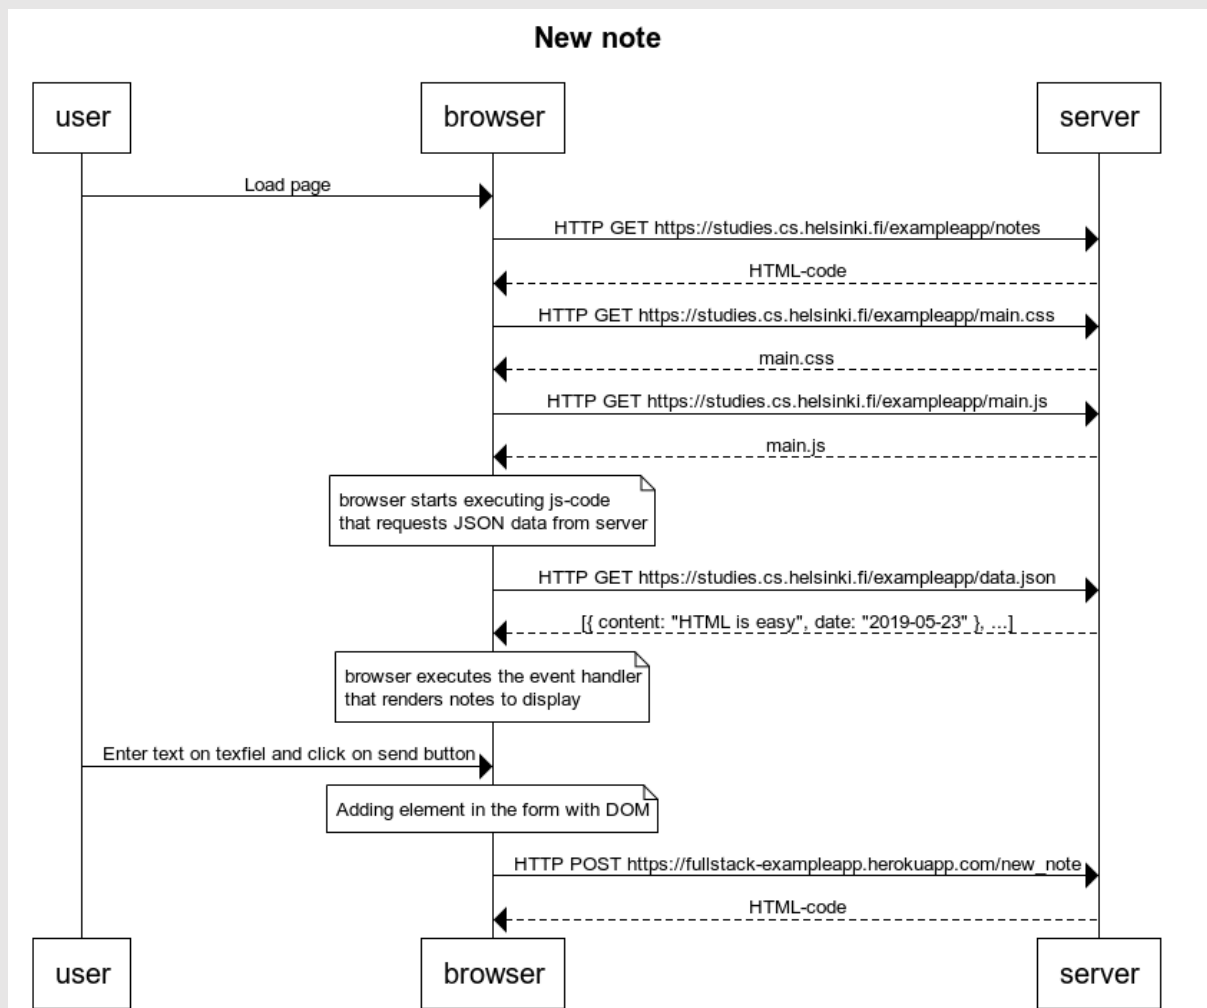 New note
user
browser
server
Load page
HTTP GET https://studies.cs.helsinki.fi/exampleapp/notes
HTML-code
HTTP GET https://studies.cs.helsinki.fi/exampleapp/main.css
main.css
HTTP GET https://studies.cs.helsinki.fi/exampleapp/main.js
main.js
browser starts executing js-code
that requests JSON data from server
HTTP GET https://studies.cs.helsinki.fi/exampleapp/data.json
[{ content: "HTML is easy", date: "2019-05-23" }, ...]
browser executes the event handler
that renders notes to display
Enter text on texfiel and click on send button
Adding element in the form with DOM
HTTP POST https://fullstack-exampleapp.herokuapp.com/new_note
HTML-code
user
browser
server